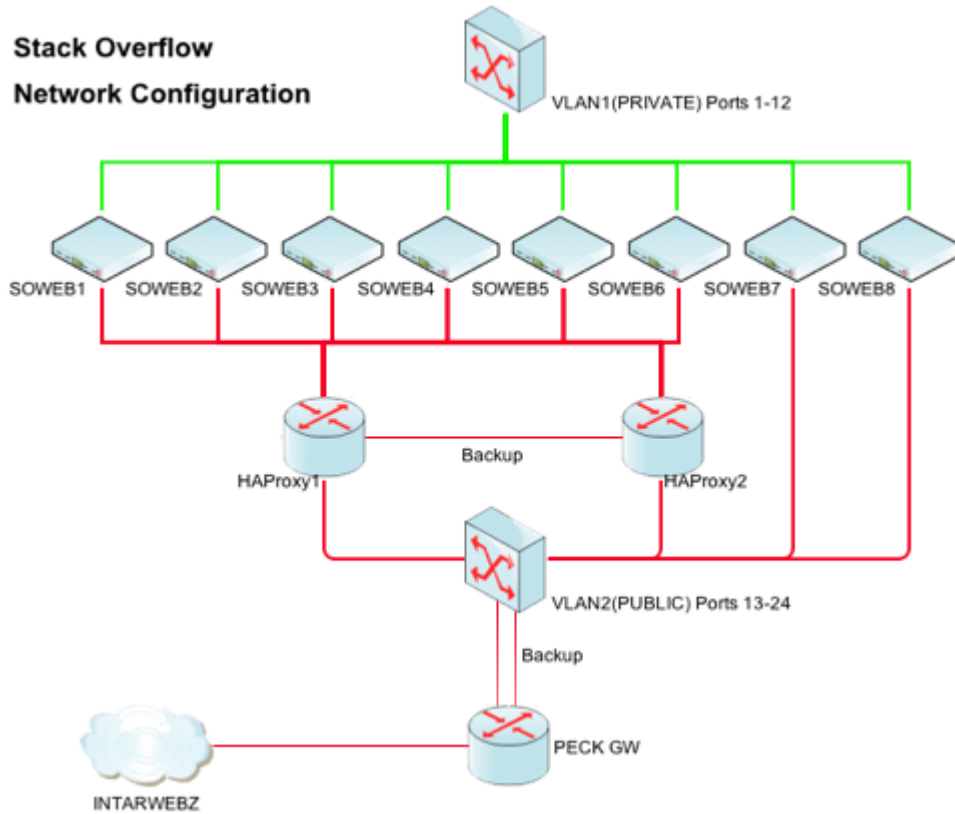 Stack Overflow
Network Configuration
VLAN1(PRIVATE) Ports 1-12
SOWEB1
SOWEB2
SOWEB3
SOWEB4
SOWEB5
SOWEB6
SOWEB7
SOWEB8
Backup
HAProxy1
HAProxy2
VLAN2(PUBLIC) Ports 13-24
Backup
PECK GW
INTARWEBZ